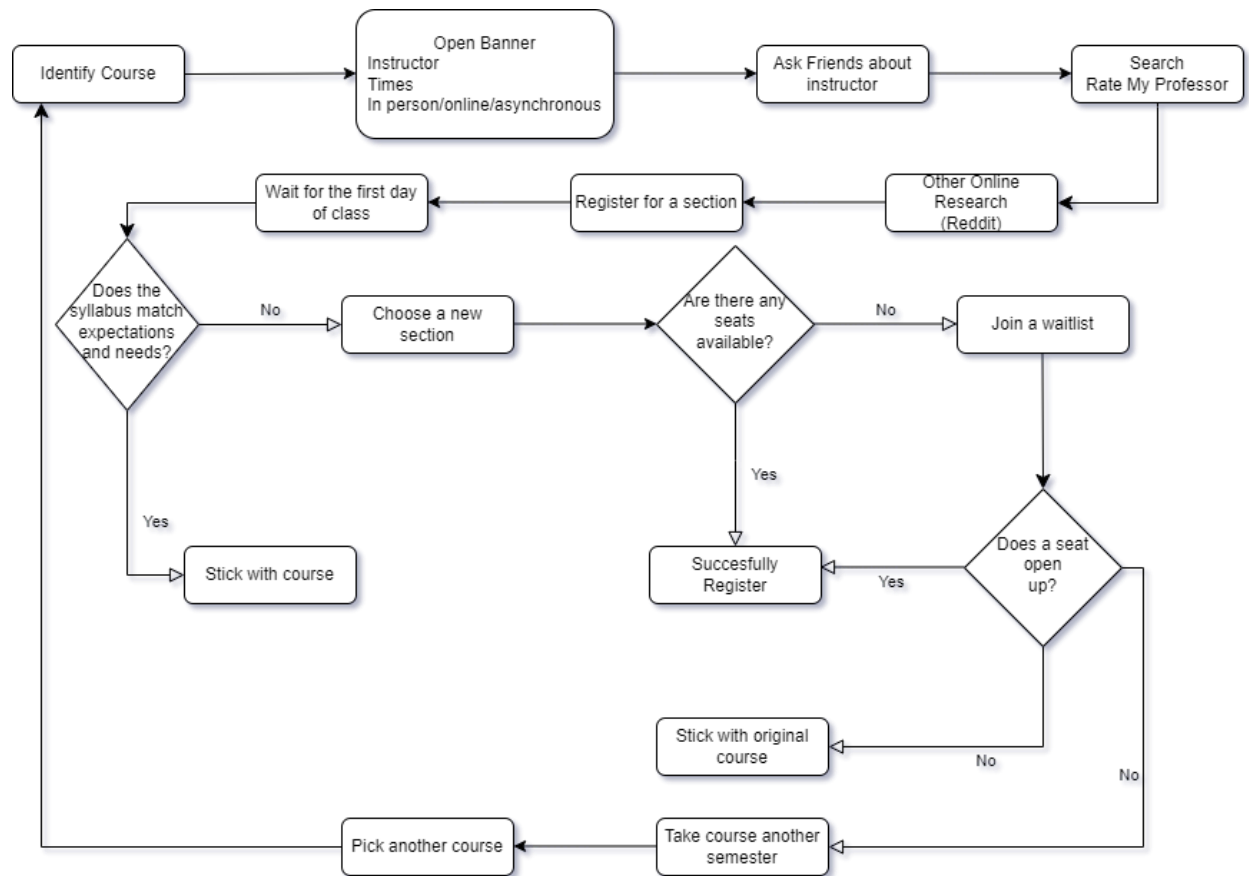 Identify Course
Open Banner
Instructor
Times
In person/online/asynchronous
Ask Friends about
instructor
Search
Rate My Professor
Wait for the first day
of class
Register for a section
Other Online
Research
(Reddit)
Does the
syllabus match
expectations
and needs?
No
Choose a new
section
Are there any
seats
available?
No
Join a waitlist
Yes
Yes
Stick with course
Succesfully
Register
Yes
Does a seat
open
up?
Stick with original
course
No
No
Pick another course
Take course another
semester